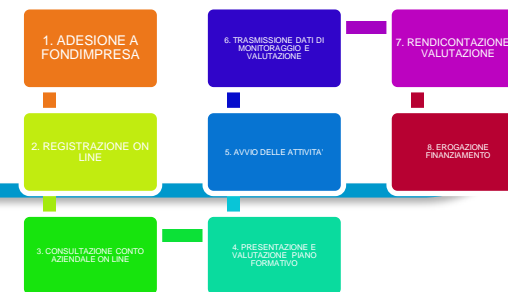 1. ADESIONE A
FONDIMPRESA
2. REGISTRAZIONE ON
LINE
3. CONSULTAZIONE CONTO
AZIENDALE ON LINE
4. PRESENTAZIONE E
VALUTAZIONE PIANO
FORMATIVO
5. AVVIO DELLE ATTIVITA'
6. TRASMISSIONE DATI DI
MONITORAGGIO E
VALUTAZIONE
7. RENDICONTAZIONE
VALUTAZIONE
8. EROGAZIONE
FINANZIAMENTO